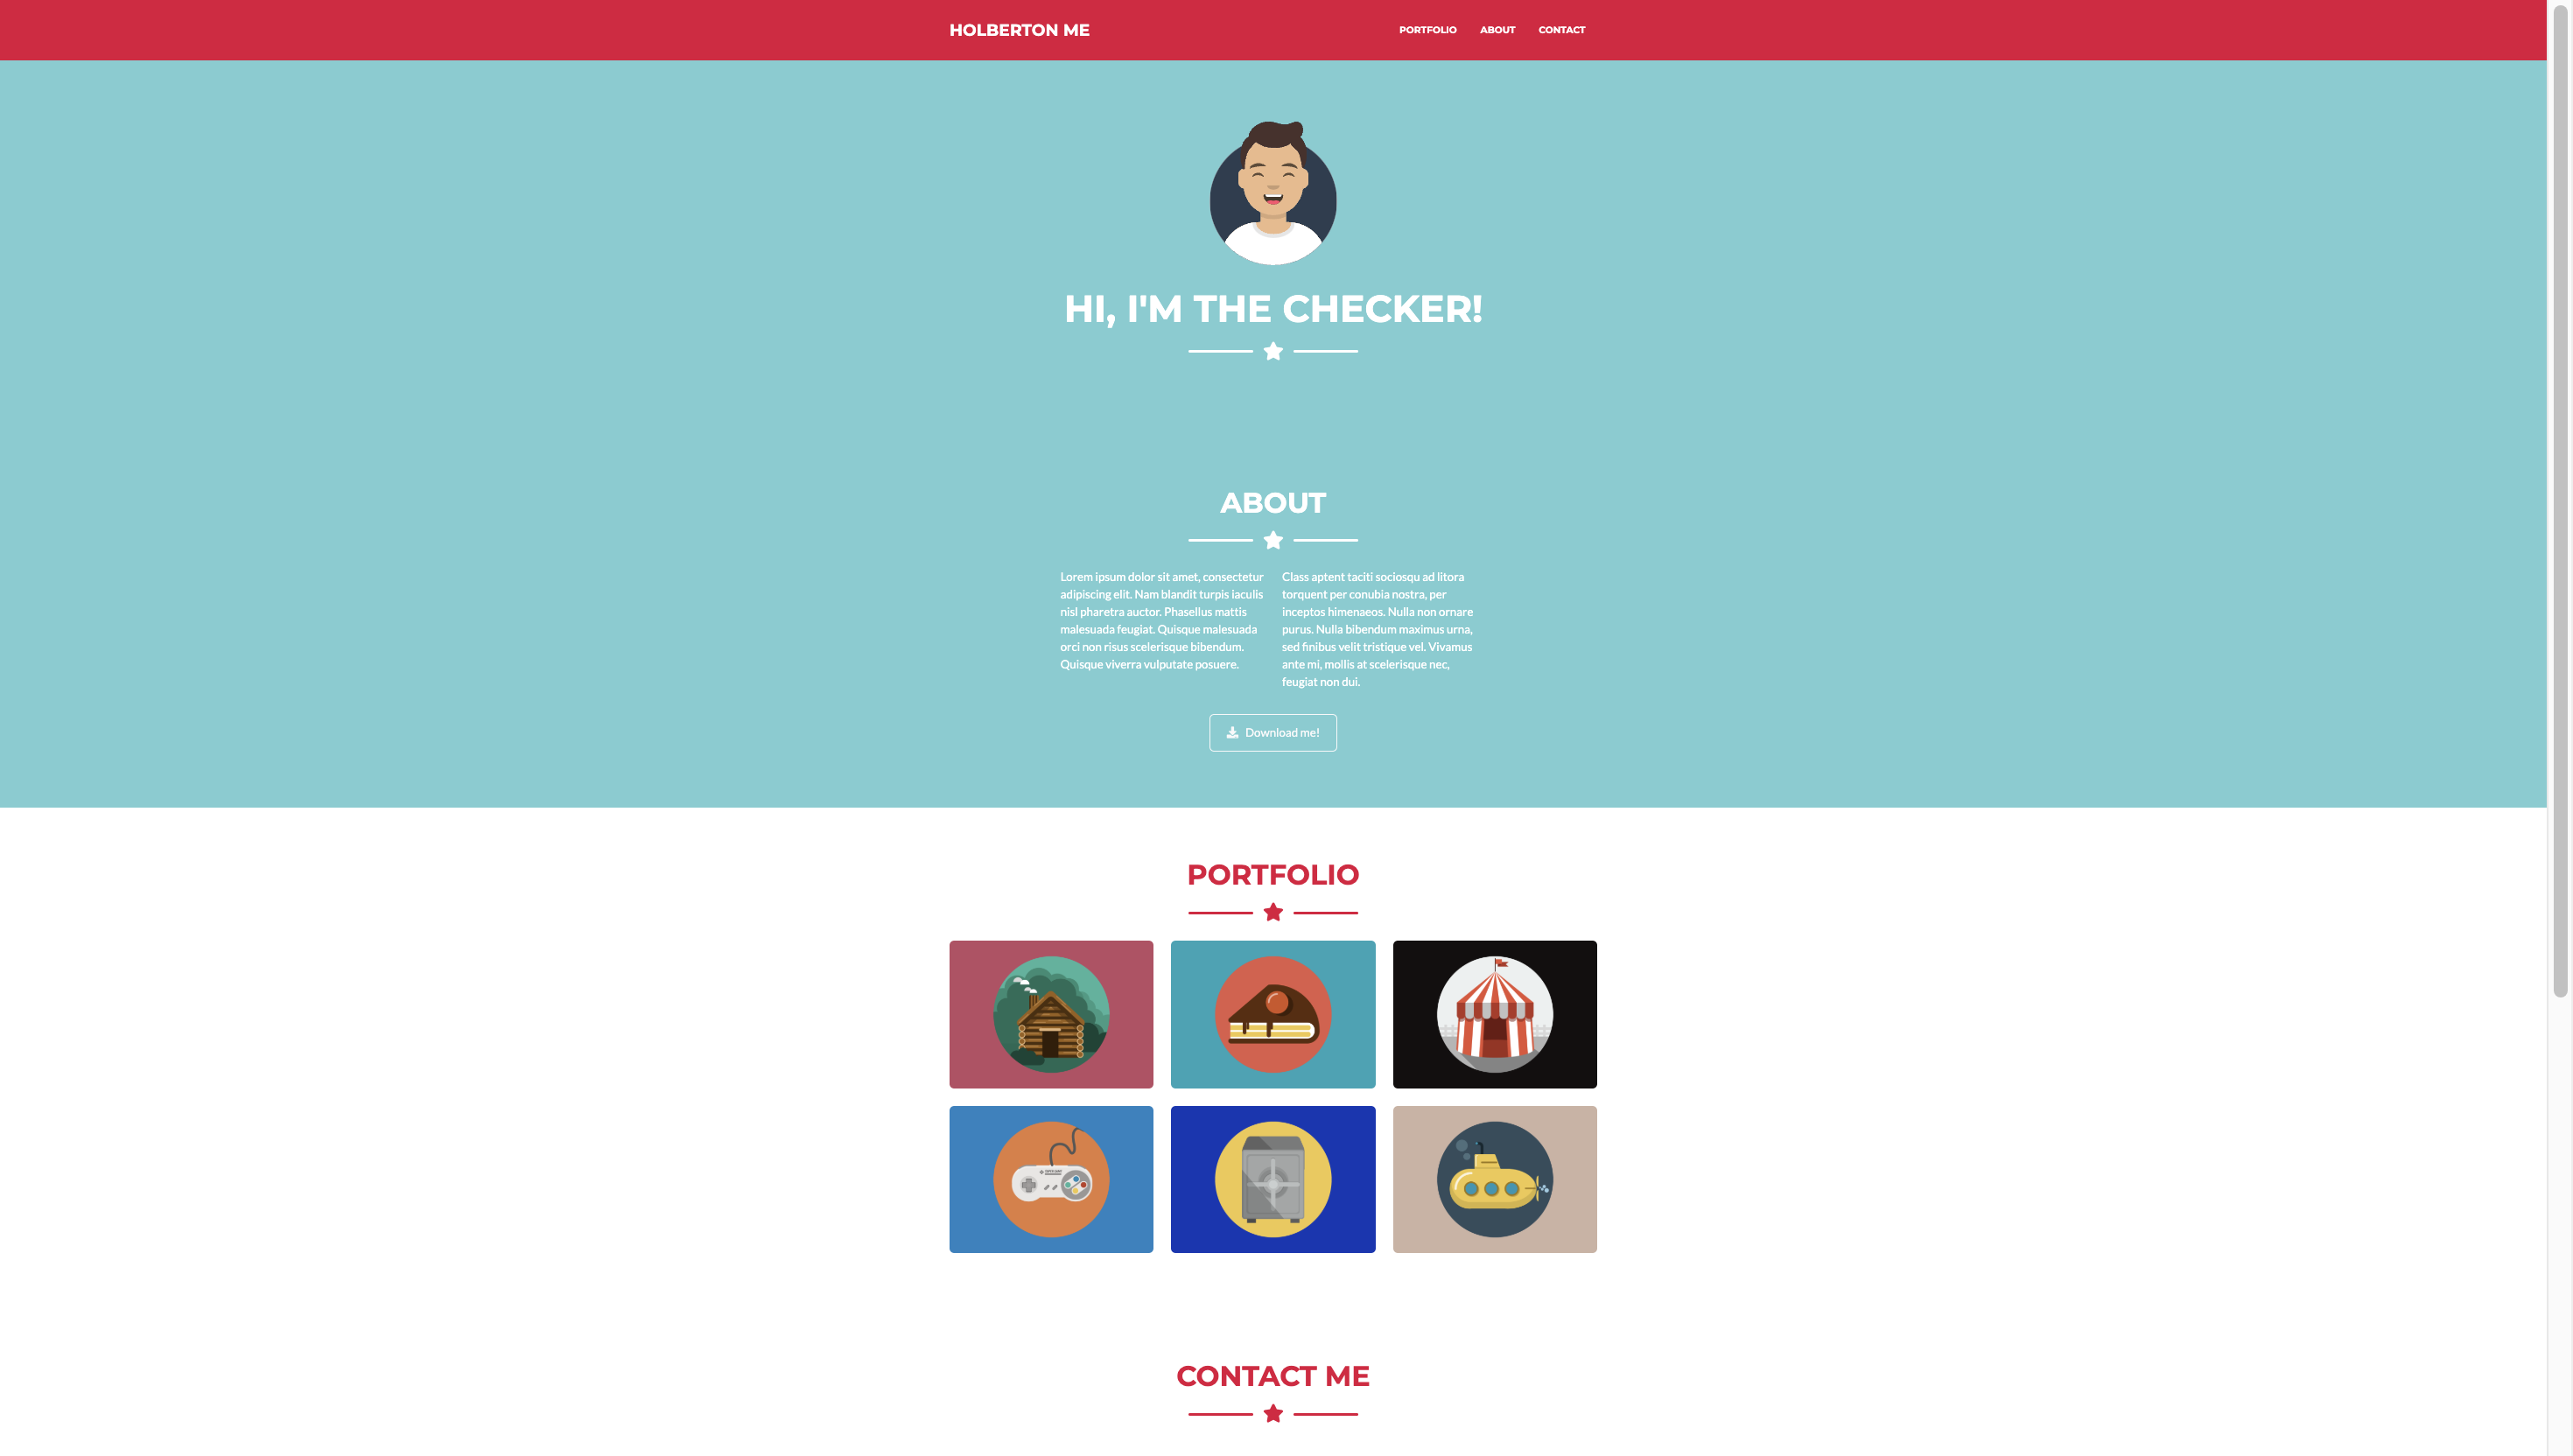 HOLBERTON ME
PORTFOLIO ABOUT CONTACT
HI, I'M THE CHECKER!
ABOUT
Lorem ipsum dolor sit amet, consectetur
adipiscing elit. Nam blandit turpis iaculis
nisl pharetra auctor. Phasellus mattis
malesuada feugiat. Quisque malesuada
orci non risus scelerisque bibendum.
Quisque viverra vulputate posuere.
Class aptent taciti sociosqu ad litora
torquent per conubia nostra, per
inceptos himenaeos. Nulla non ornare
purus. Nulla bibendum maximus urna,
sed finibus velit tristique vel. Vivamus
ante mi, mollis at scelerisque nec,
feugiat non dui.
Download me!
PORTFOLIO
CONTACT ME